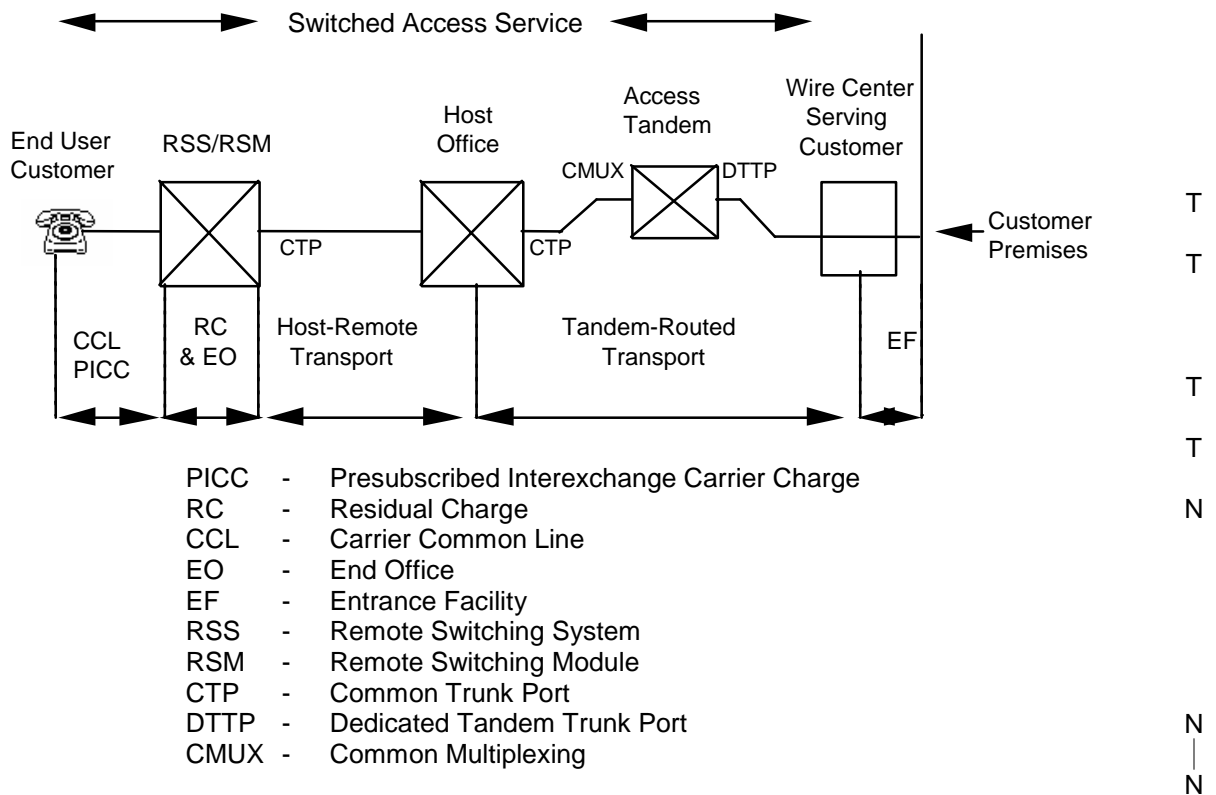 Switched Access Service
Wire Center
Serving
Customer
Access
Tandem
Host
Office
End User
Customer
RSS/RSM
CMUX
DTTP
T
CTP
CTP
Customer
Premises
T
CCL
PICC
RC
& EO
Host-Remote
Transport
Tandem-Routed
Transport
EF
T
T
PICC - Presubscribed Interexchange Carrier Charge
RC - Residual Charge
N
CCL - Carrier Common Line
EO - End Office
EF - Entrance Facility
RSS - Remote Switching System
RSM - Remote Switching Module
CTP - Common Trunk Port
DTTP - Dedicated Tandem Trunk Port
N
CMUX - Common Multiplexing
N